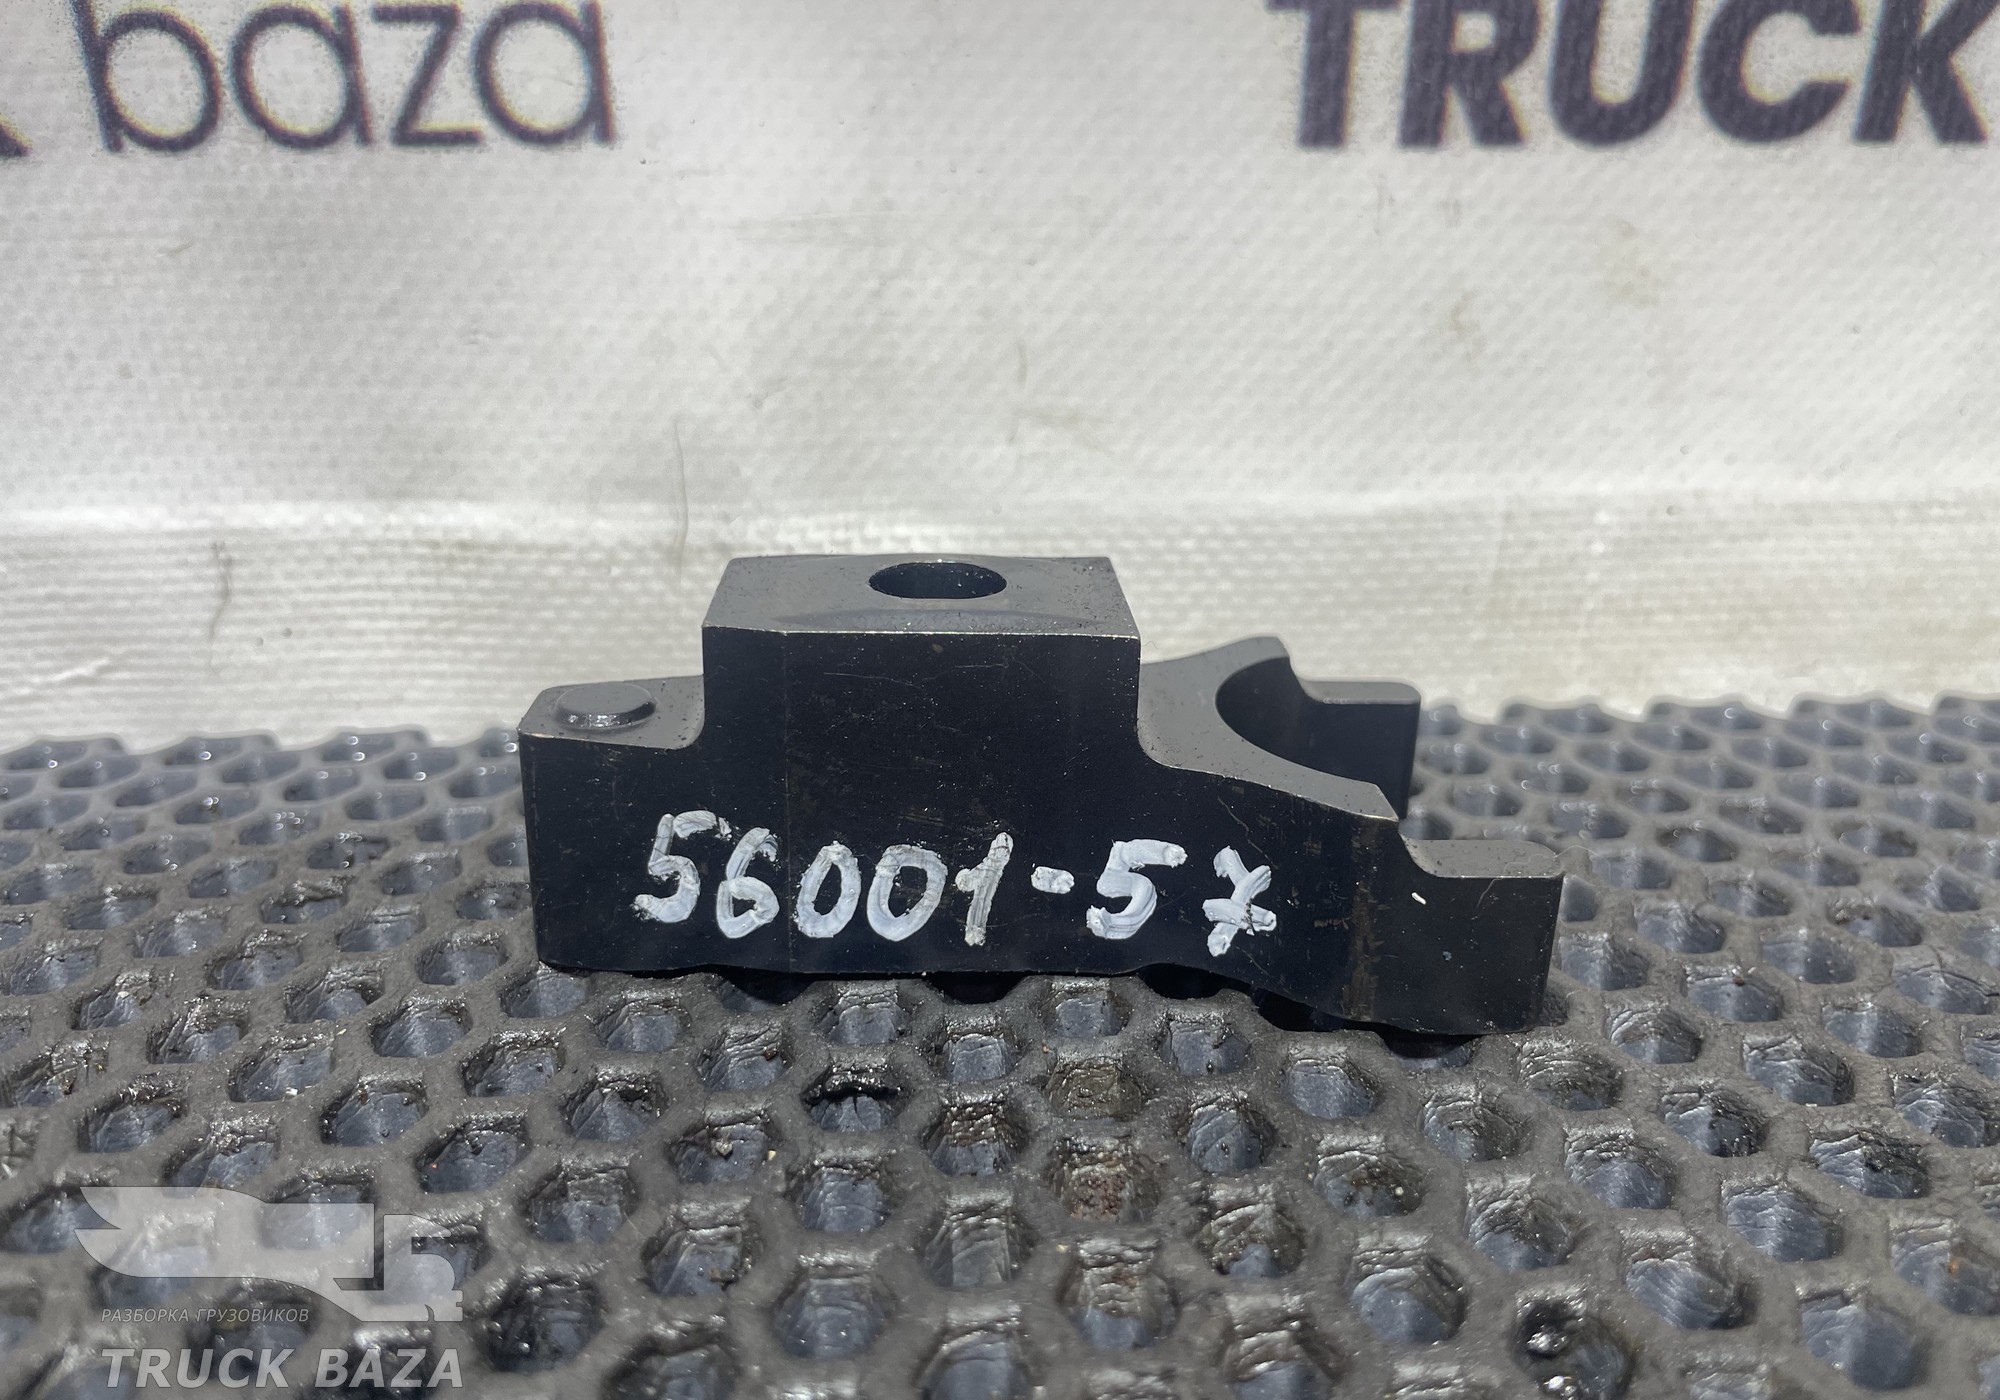 baza TRUCK
56001-57
РАЗБОРКА ГРУЗОВИКОВ
TRUCK BAZA